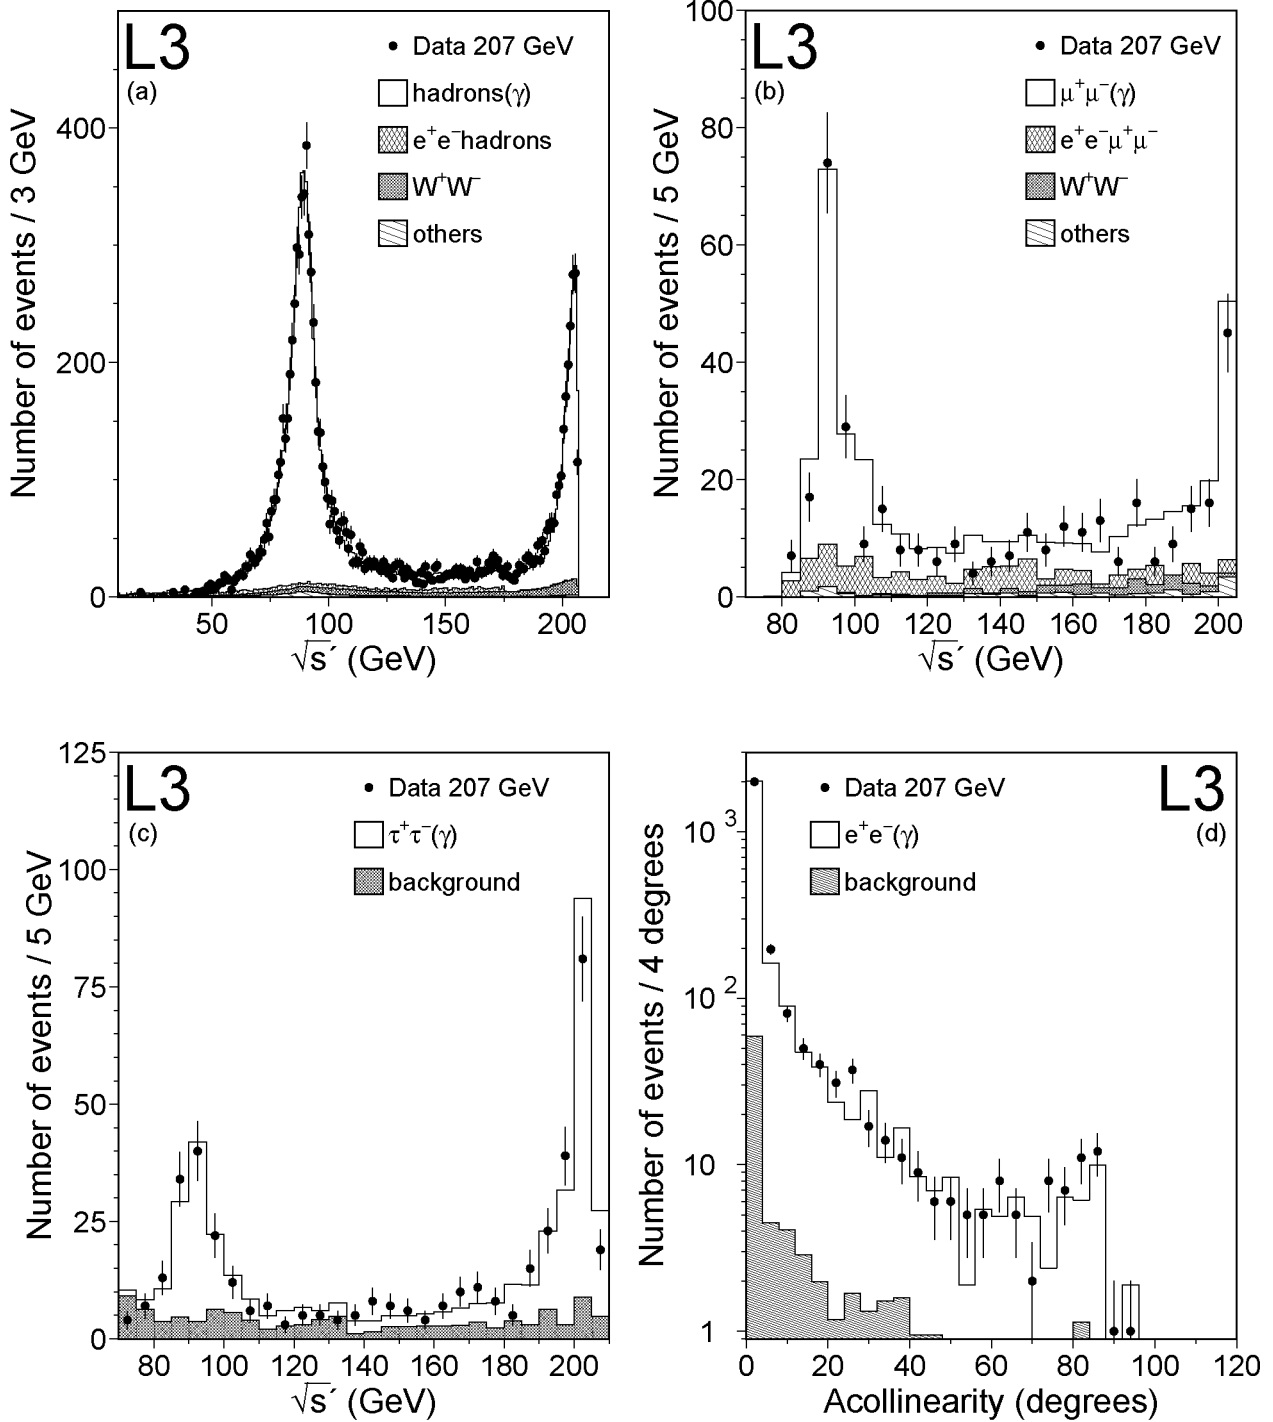 L3
(a)
Data 207 GeV
hadrons(γ)
e⁺e⁻hadrons
W⁺W⁻
others
Number of events / 3 GeV
400
200
0
50
100
150
200
√s´ (GeV)
L3
(b)
Data 207 GeV
μ⁺μ⁻(γ)
e⁺e⁻μ⁺μ⁻
W⁺W⁻
others
Number of events / 5 GeV
100
80
60
40
20
0
80
100
120
140
160
180
200
√s´ (GeV)
L3
(c)
Data 207 GeV
τ⁺τ⁻(γ)
background
Number of events / 5 GeV
125
100
75
50
25
0
80
100
120
140
160
180
200
√s´ (GeV)
L3
(d)
Data 207 GeV
e⁺e⁻(γ)
background
Number of events / 4 degrees
10³
10²
10
1
0
20
40
60
80
100
120
Acollinearity (degrees)